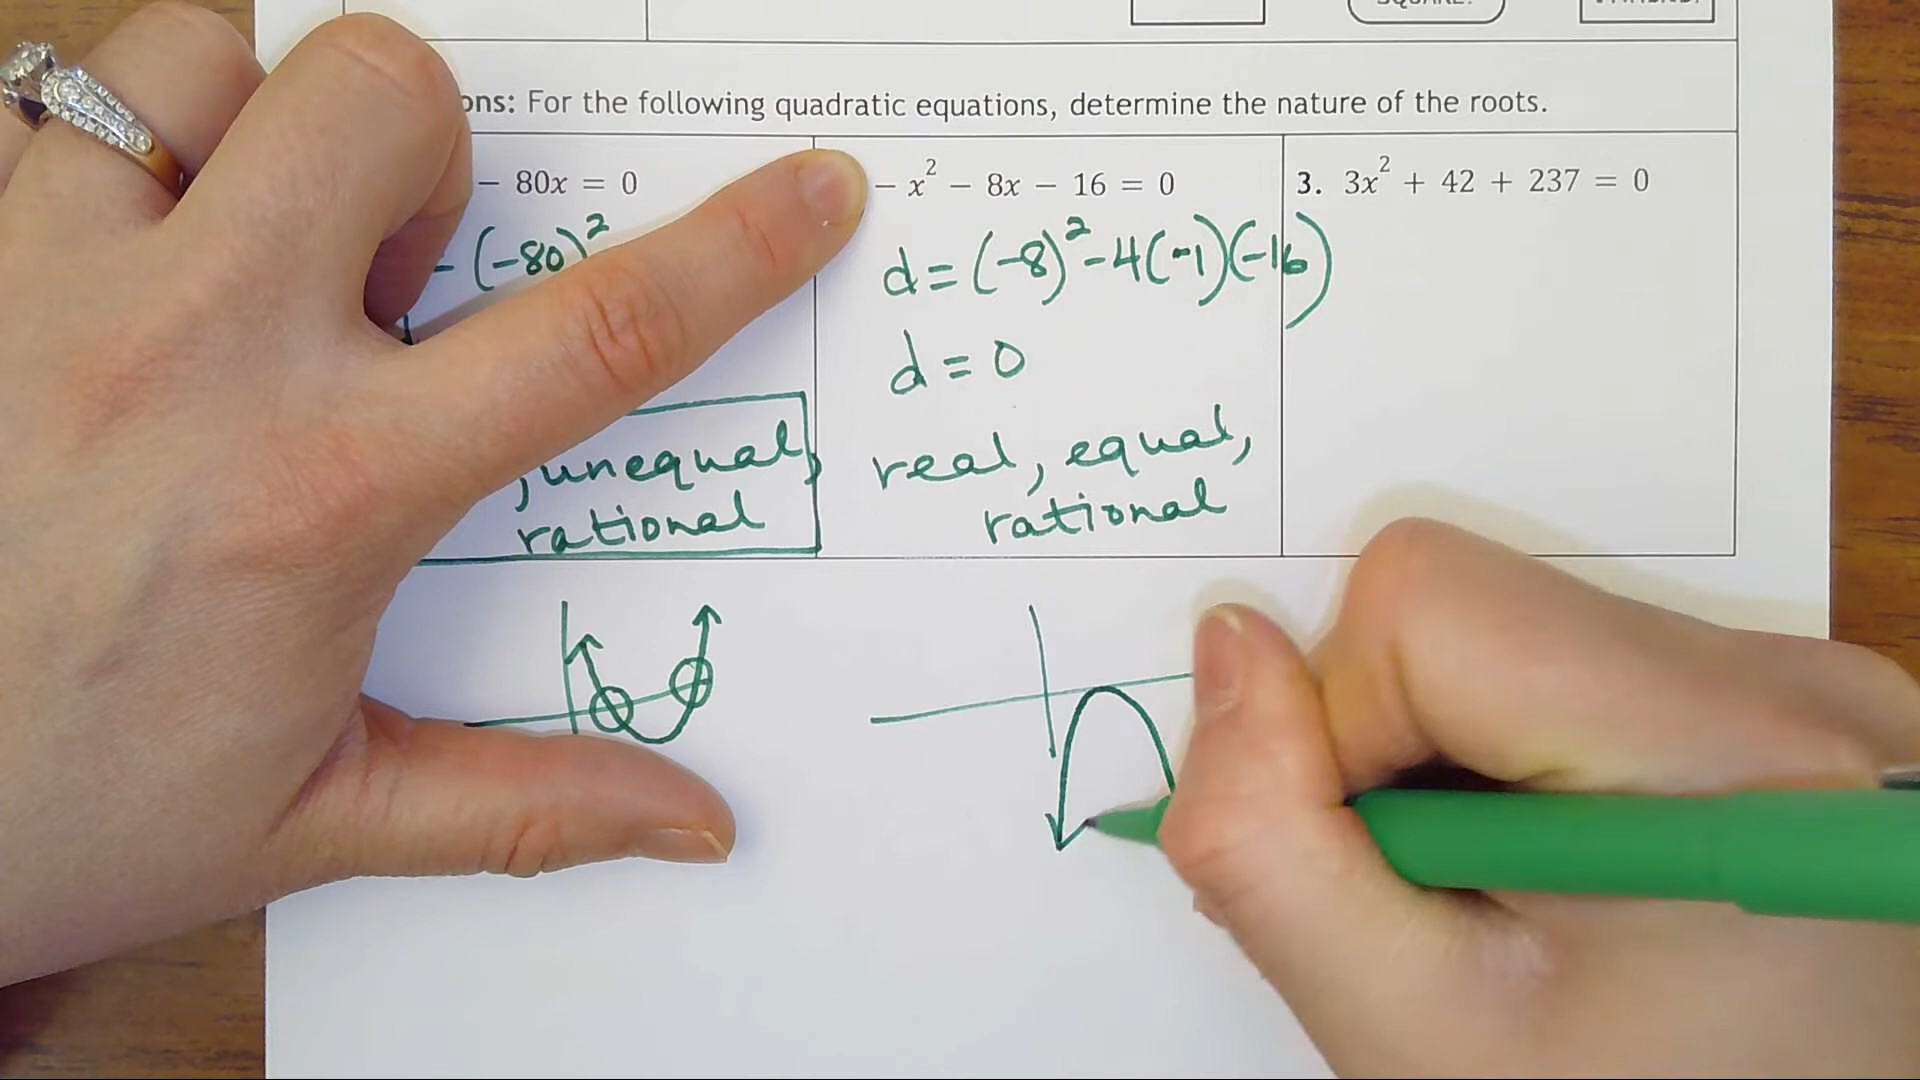 SQUARE.
ons: For the following quadratic equations, determine the nature of the roots.
− 80x = 0
- (-80)²
, unequal,
rational
− x² − 8x − 16 = 0
d = (-8)² - 4(-1)(-16)
d = 0
real, equal,
rational
3. 3x² + 42 + 237 = 0